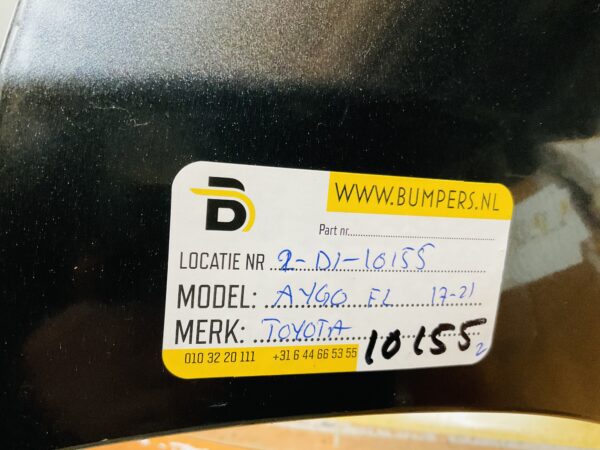 WWW.BUMPERS.NL
Part nr.
LOCATIE NR 2-D1-10155
MODEL: AYGO FL 17-21
MERK: TOYOTA
10155 2
010 32 20 111 +31 6 44 66 53 55